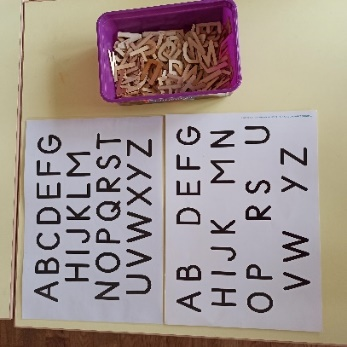 ABCDEFG
HIJKLM
NOPQRST
UVWXYZ
AB DEFG
HIJK MN
OP RS U
VW YZ